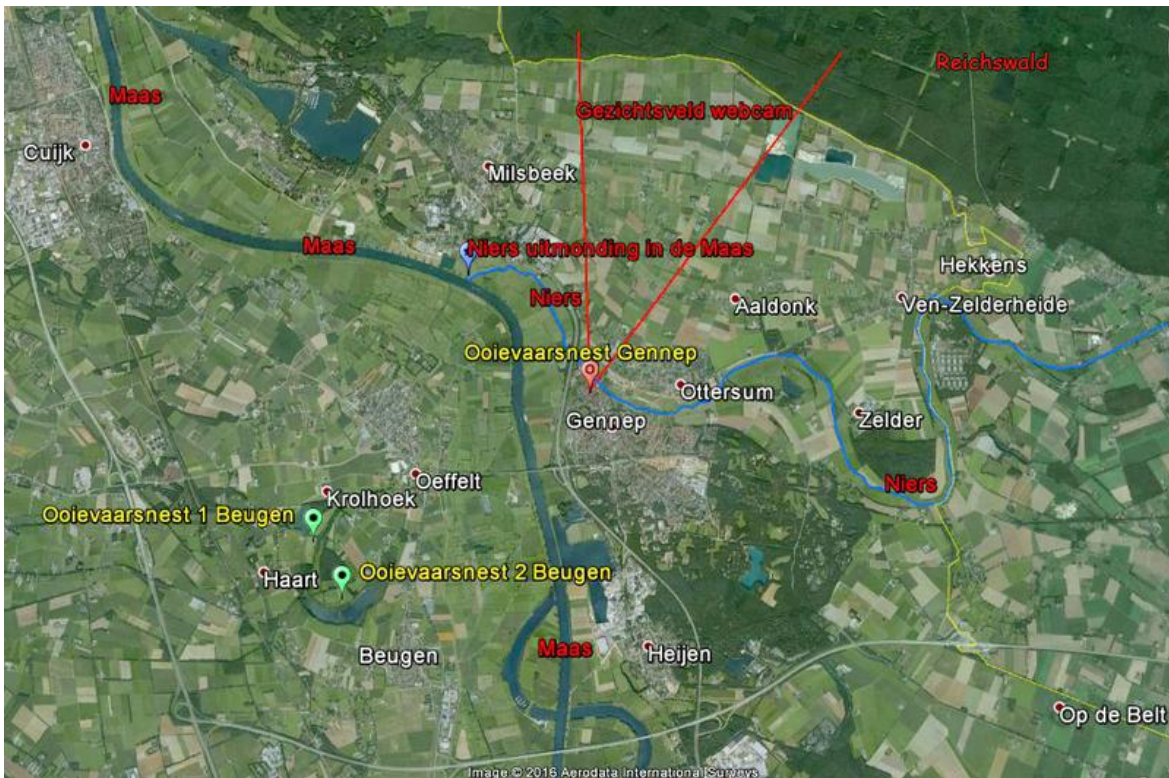 Reichswald
Maas
Gezichtsveld webcam
Cuijk
Milsbeek
Maas
Niers uitmonding in de Maas
Hekkens
Niers
Aaldonk
Ven-Zelderheide
Ooievaarsnest Gennep
Ottersum
Gennep
Zelder
Oeffelt
Niers
Krolhoek
Ooievaarsnest 1 Beugen
Haart
Ooievaarsnest 2 Beugen
Maas
Beugen
Heijen
Op de Belt
Image © 2016 Aerodata International Surveys